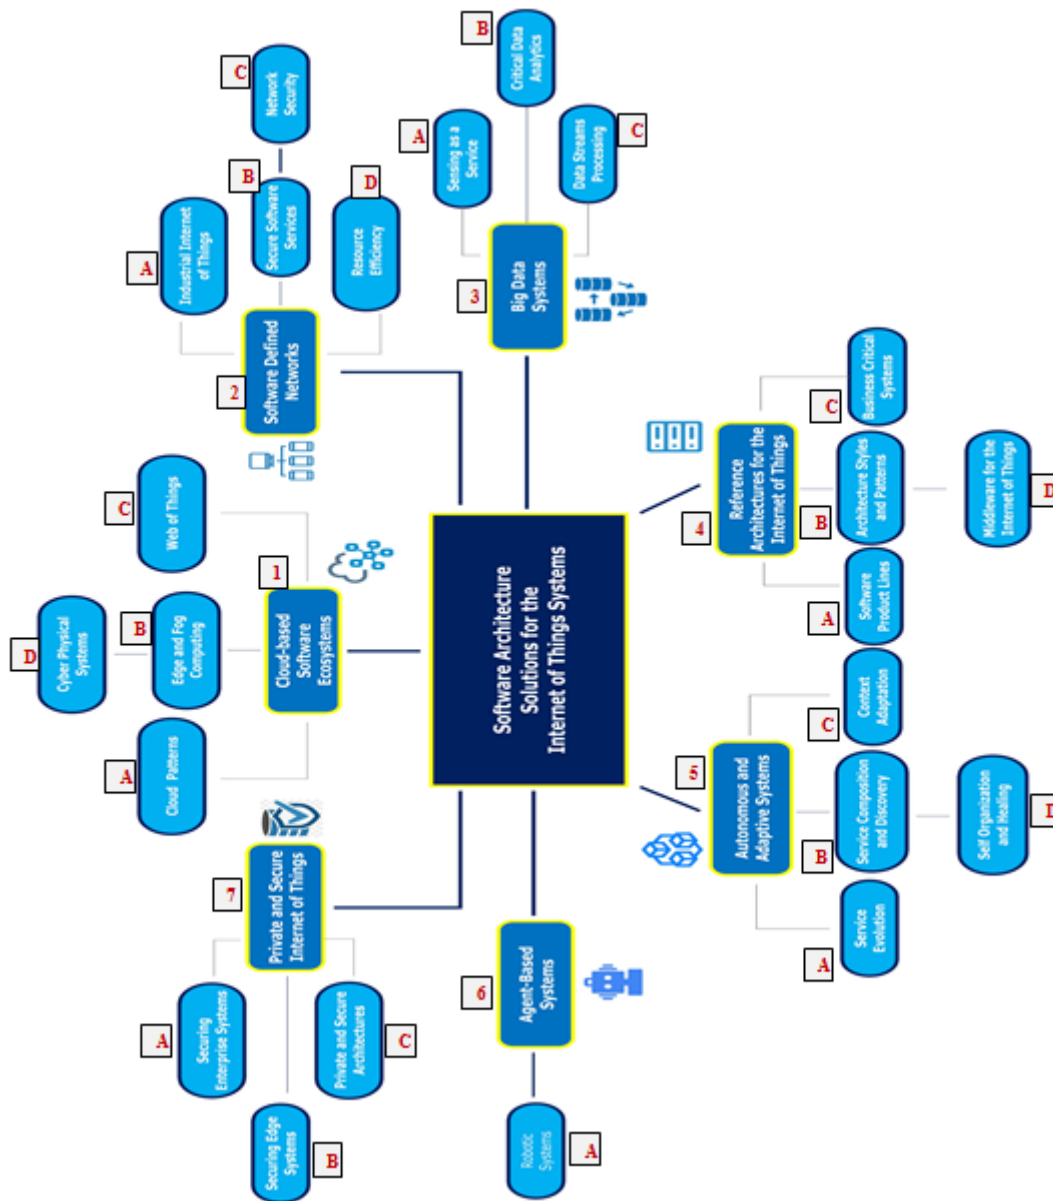 Software Architecture
Solutions for the
Internet of Things Systems
1
Cloud-based
Software
Ecosystems
A
Cloud Patterns
B
Edge and Fog
Computing
C
Web of Things
D
Cyber Physical
Systems
2
Software Defined
Networks
A
Industrial Internet
of Things
B
Secure Software
Services
C
Network
Security
D
Resource
Efficiency
3
Big Data
Systems
A
Sensing as a
Service
B
Critical Data
Analytics
C
Data Streams
Processing
4
Reference
Architectures for the
Internet of Things
A
Software
Product Lines
B
Architecture Styles
and Patterns
C
Business Critical
Systems
D
Middleware for the
Internet of Things
5
Autonomous and
Adaptive Systems
A
Service
Evolution
B
Service Composition
and Discovery
C
Context
Adaptation
D
Self Organization
and Healing
6
Agent-Based
Systems
A
Robotic
Systems
7
Private and Secure
Internet of Things
A
Securing
Enterprise Systems
B
Securing Edge
Systems
C
Private and Secure
Architectures